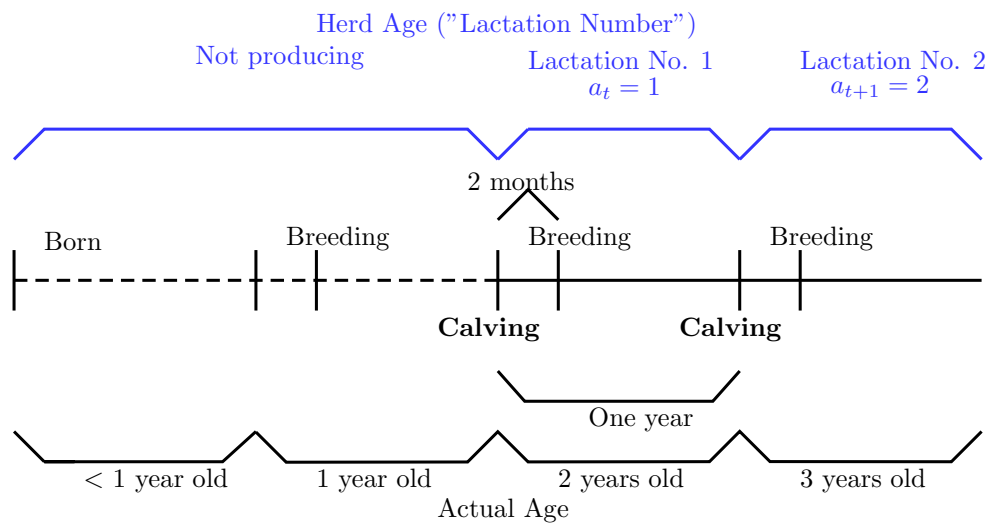 Herd Age ("Lactation Number")
Not producing
Lactation No. 1
a_t = 1
Lactation No. 2
a_{t+1} = 2
2 months
Born
Breeding
Breeding
Breeding
Calving
Calving
One year
< 1 year old
1 year old
2 years old
3 years old
Actual Age